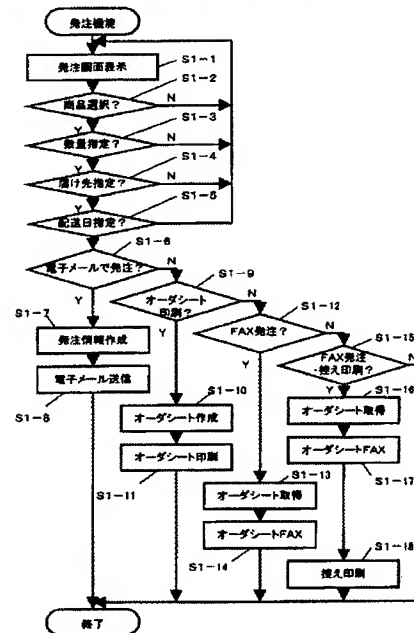 発注機能
発注画面表示
S1-1
S1-2
商品選択?
N
Y
S1-3
数量指定?
N
Y
S1-4
届け先指定?
N
Y
S1-5
配送日指定?
Y
S1-6
電子メールで発注?
N
Y
S1-9
オーダシート
印刷?
N
Y
S1-12
FAX発注?
N
Y
S1-15
FAX発注
・控え印刷?
N
Y
S1-7
発注情報作成
電子メール送信
S1-8
S1-10
オーダシート作成
オーダシート印刷
S1-11
S1-13
オーダシート取得
オーダシートFAX
S1-14
S1-16
オーダシート取得
オーダシートFAX
S1-17
S1-18
控え印刷
終了